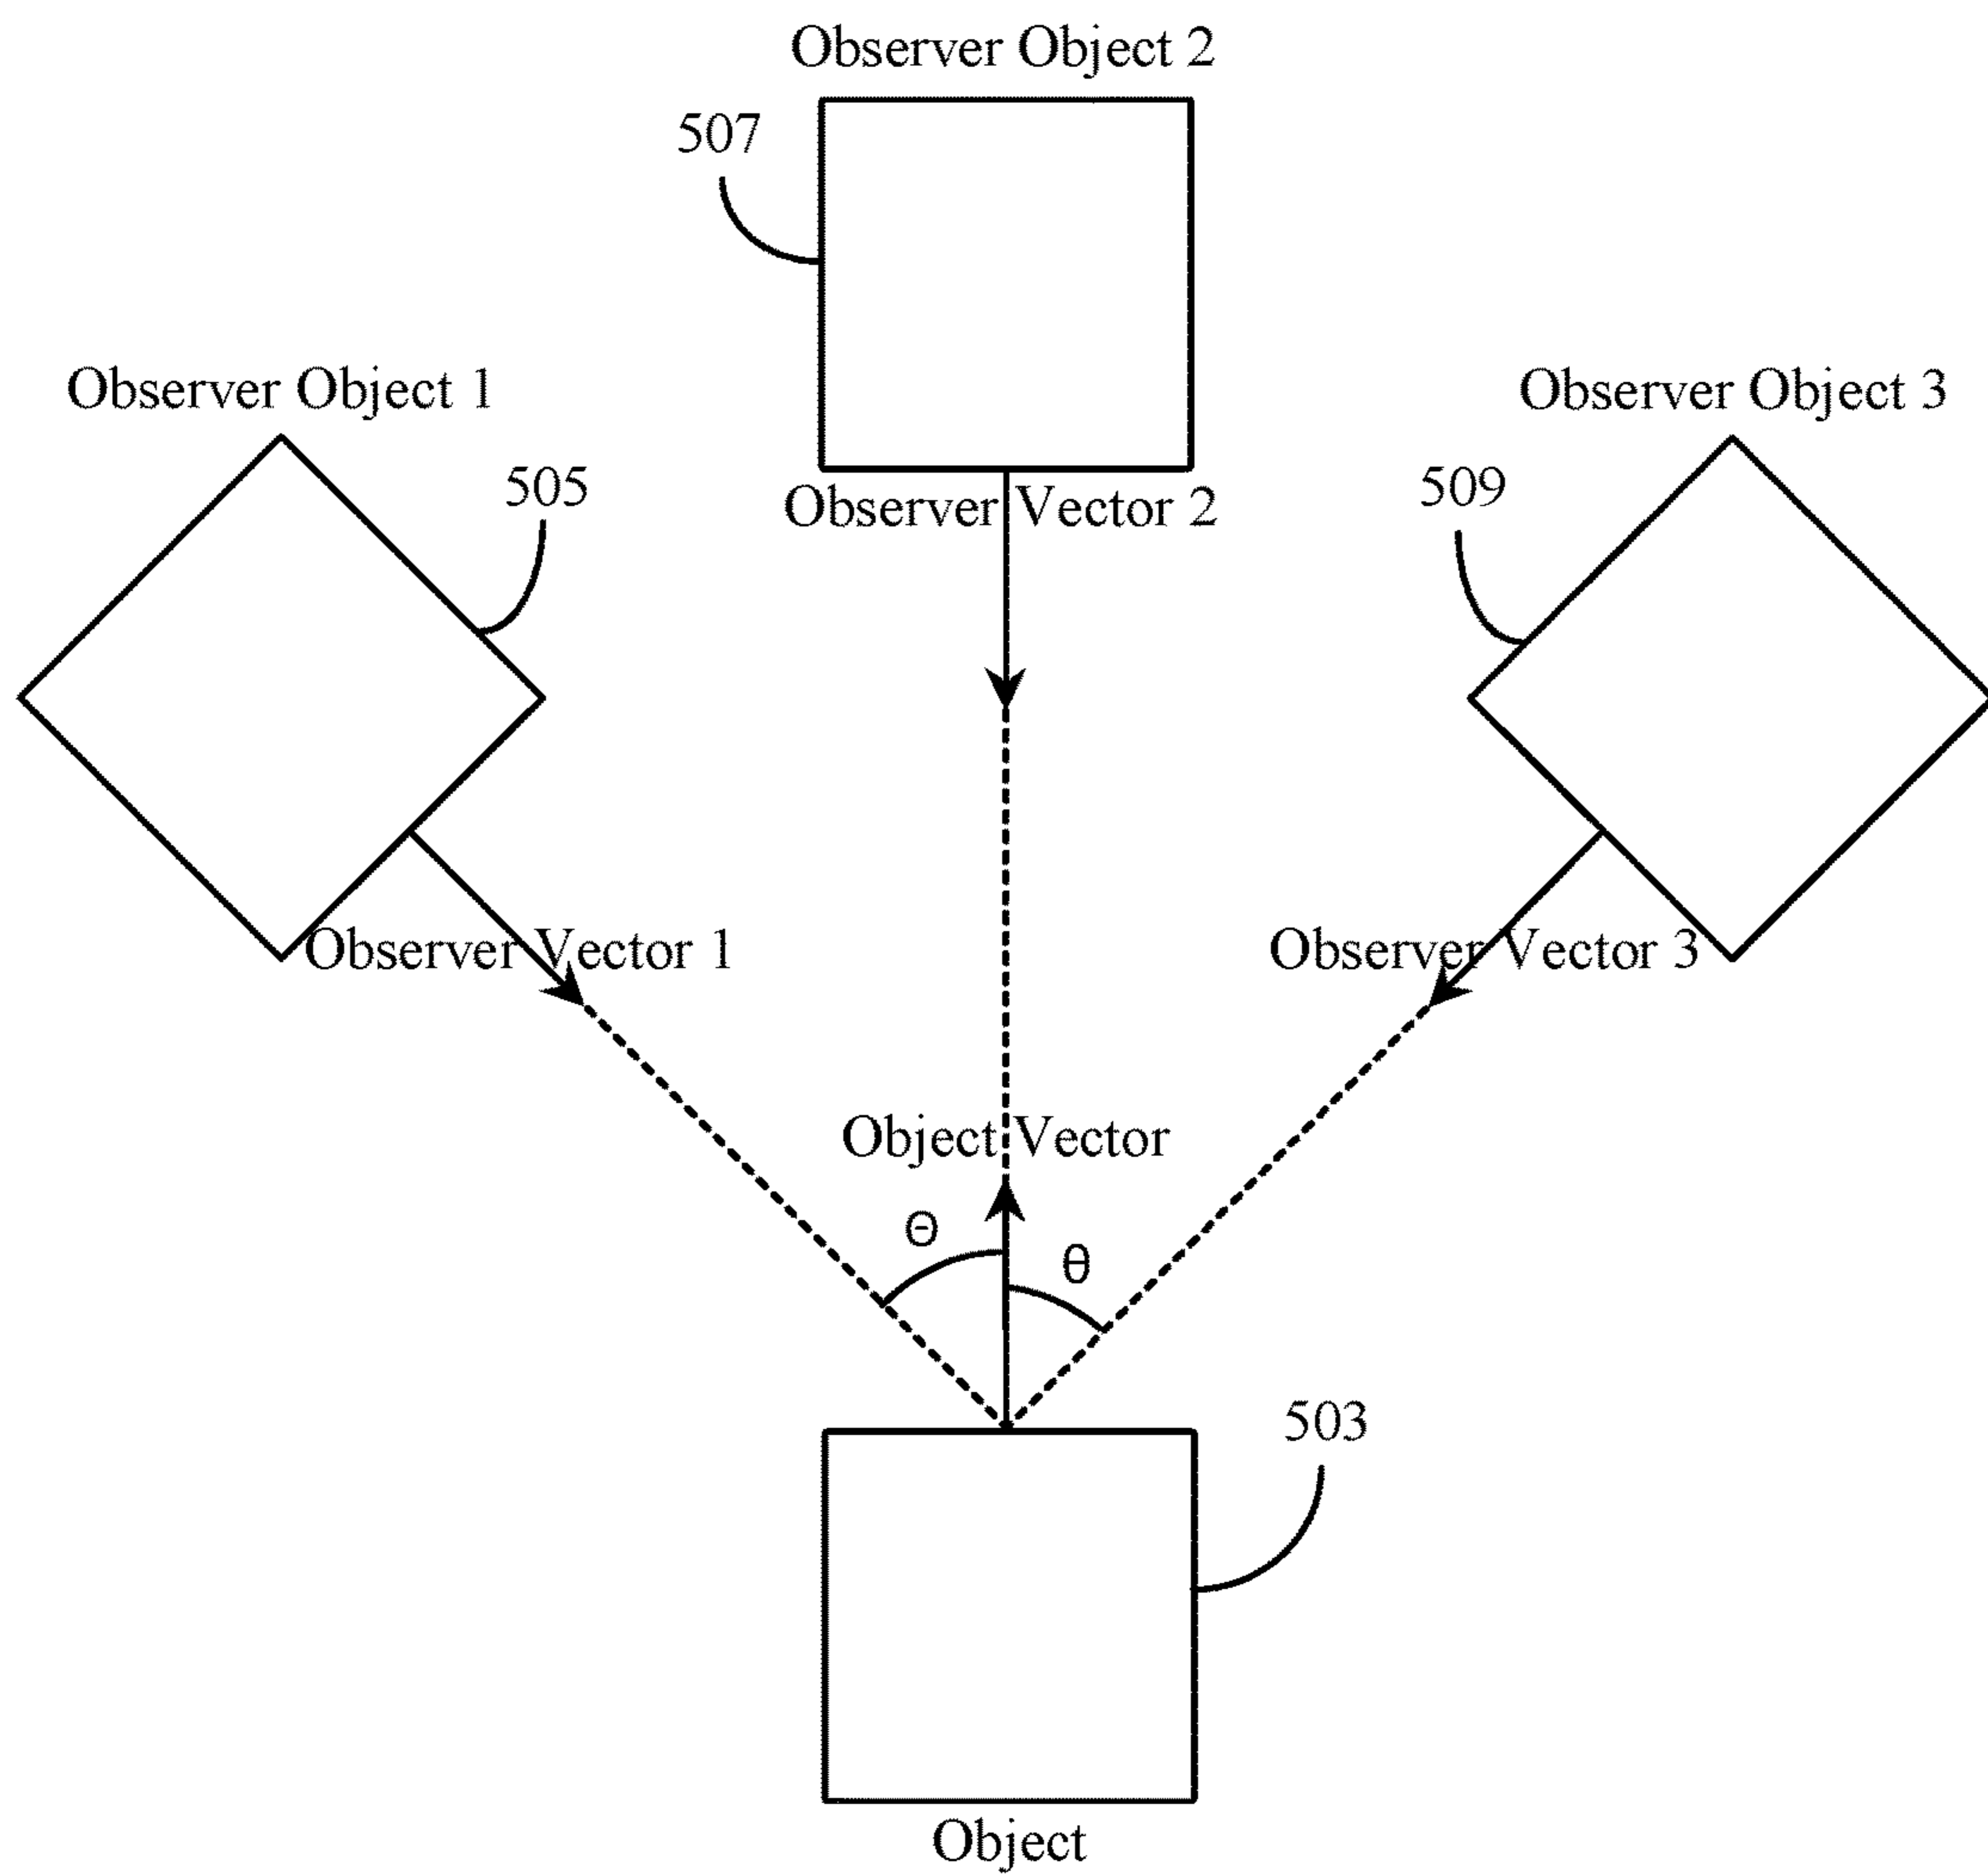 Observer Object 2
507
Observer Object 1
Observer Object 3
505
509
Observer Vector 2
Observer Vector 1
Observer Vector 3
Object Vector
Θ
θ
503
Object